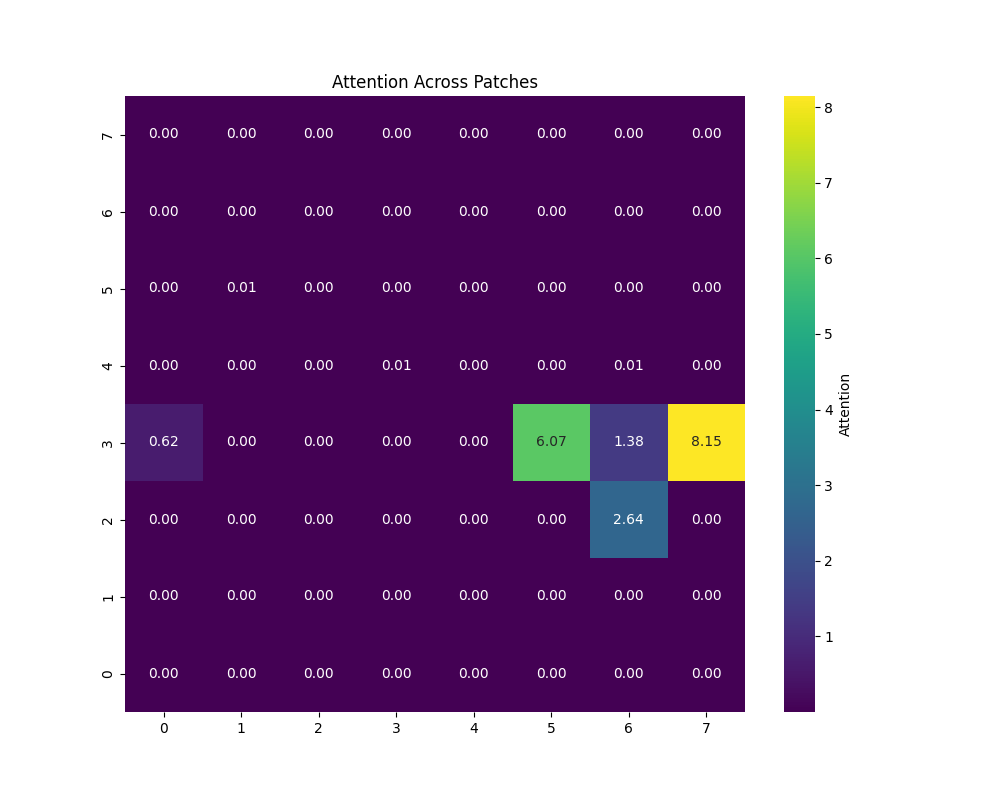 Attention Across Patches
7 0.00 0.00 0.00 0.00 0.00 0.00 0.00 0.00
6 0.00 0.00 0.00 0.00 0.00 0.00 0.00 0.00
5 0.00 0.01 0.00 0.00 0.00 0.00 0.00 0.00
4 0.00 0.00 0.00 0.01 0.00 0.00 0.01 0.00
3 0.62 0.00 0.00 0.00 0.00 6.07 1.38 8.15
2 0.00 0.00 0.00 0.00 0.00 0.00 2.64 0.00
1 0.00 0.00 0.00 0.00 0.00 0.00 0.00 0.00
0 0.00 0.00 0.00 0.00 0.00 0.00 0.00 0.00
0 1 2 3 4 5 6 7
8
7
6
5
4
3
2
1
Attention